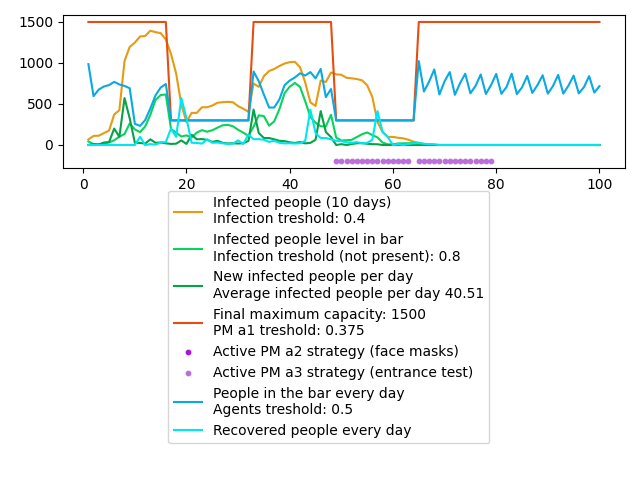 1500
1000
500
0
0 20 40 60 80 100
Infected people (10 days)
Infection treshold: 0.4
Infected people level in bar
Infection treshold (not present): 0.8
New infected people per day
Average infected people per day 40.51
Final maximum capacity: 1500
PM a1 treshold: 0.375
Active PM a2 strategy (face masks)
Active PM a3 strategy (entrance test)
People in the bar every day
Agents treshold: 0.5
Recovered people every day